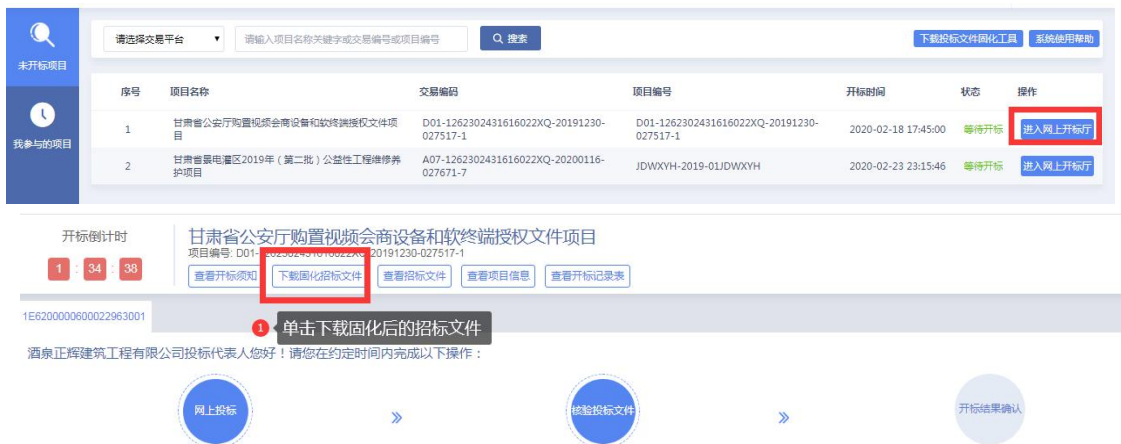 请选择交易平台
请输入项目名称关键字或交易编号或项目编号
搜索
下载投标文件固化工具
系统使用帮助
未开标项目
我参与的项目
序号 项目名称 交易编码 项目编号 开标时间 状态 操作
1 甘肃省公安厅购置视频会商设备和软终端授权文件项目 D01-1262302431616022XQ-20191230-027517-1 D01-1262302431616022XQ-20191230-027517-1 2020-02-18 17:45:00 等待开标 进入网上开标厅
2 甘肃省景电灌区2019年(第二批)公益性工程维修养护项目 A07-1262302431616022XQ-20200116-027671-7 JDWXYH-2019-01JDWXYH 2020-02-23 23:15:46 等待开标 进入网上开标厅
开标倒计时
1 : 34 : 38
甘肃省公安厅购置视频会商设备和软终端授权文件项目
项目编号: D01-1262302431616022XQ-20191230-027517-1
查看开标须知 下载固化招标文件 查看招标文件 查看项目信息 查看开标记录表
1E6200000600022963001
1 单击下载固化后的招标文件
酒泉正辉建筑工程有限公司投标代表人您好!请您在约定时间内完成以下操作:
网上投标 » 核验投标文件 » 开标结果确认